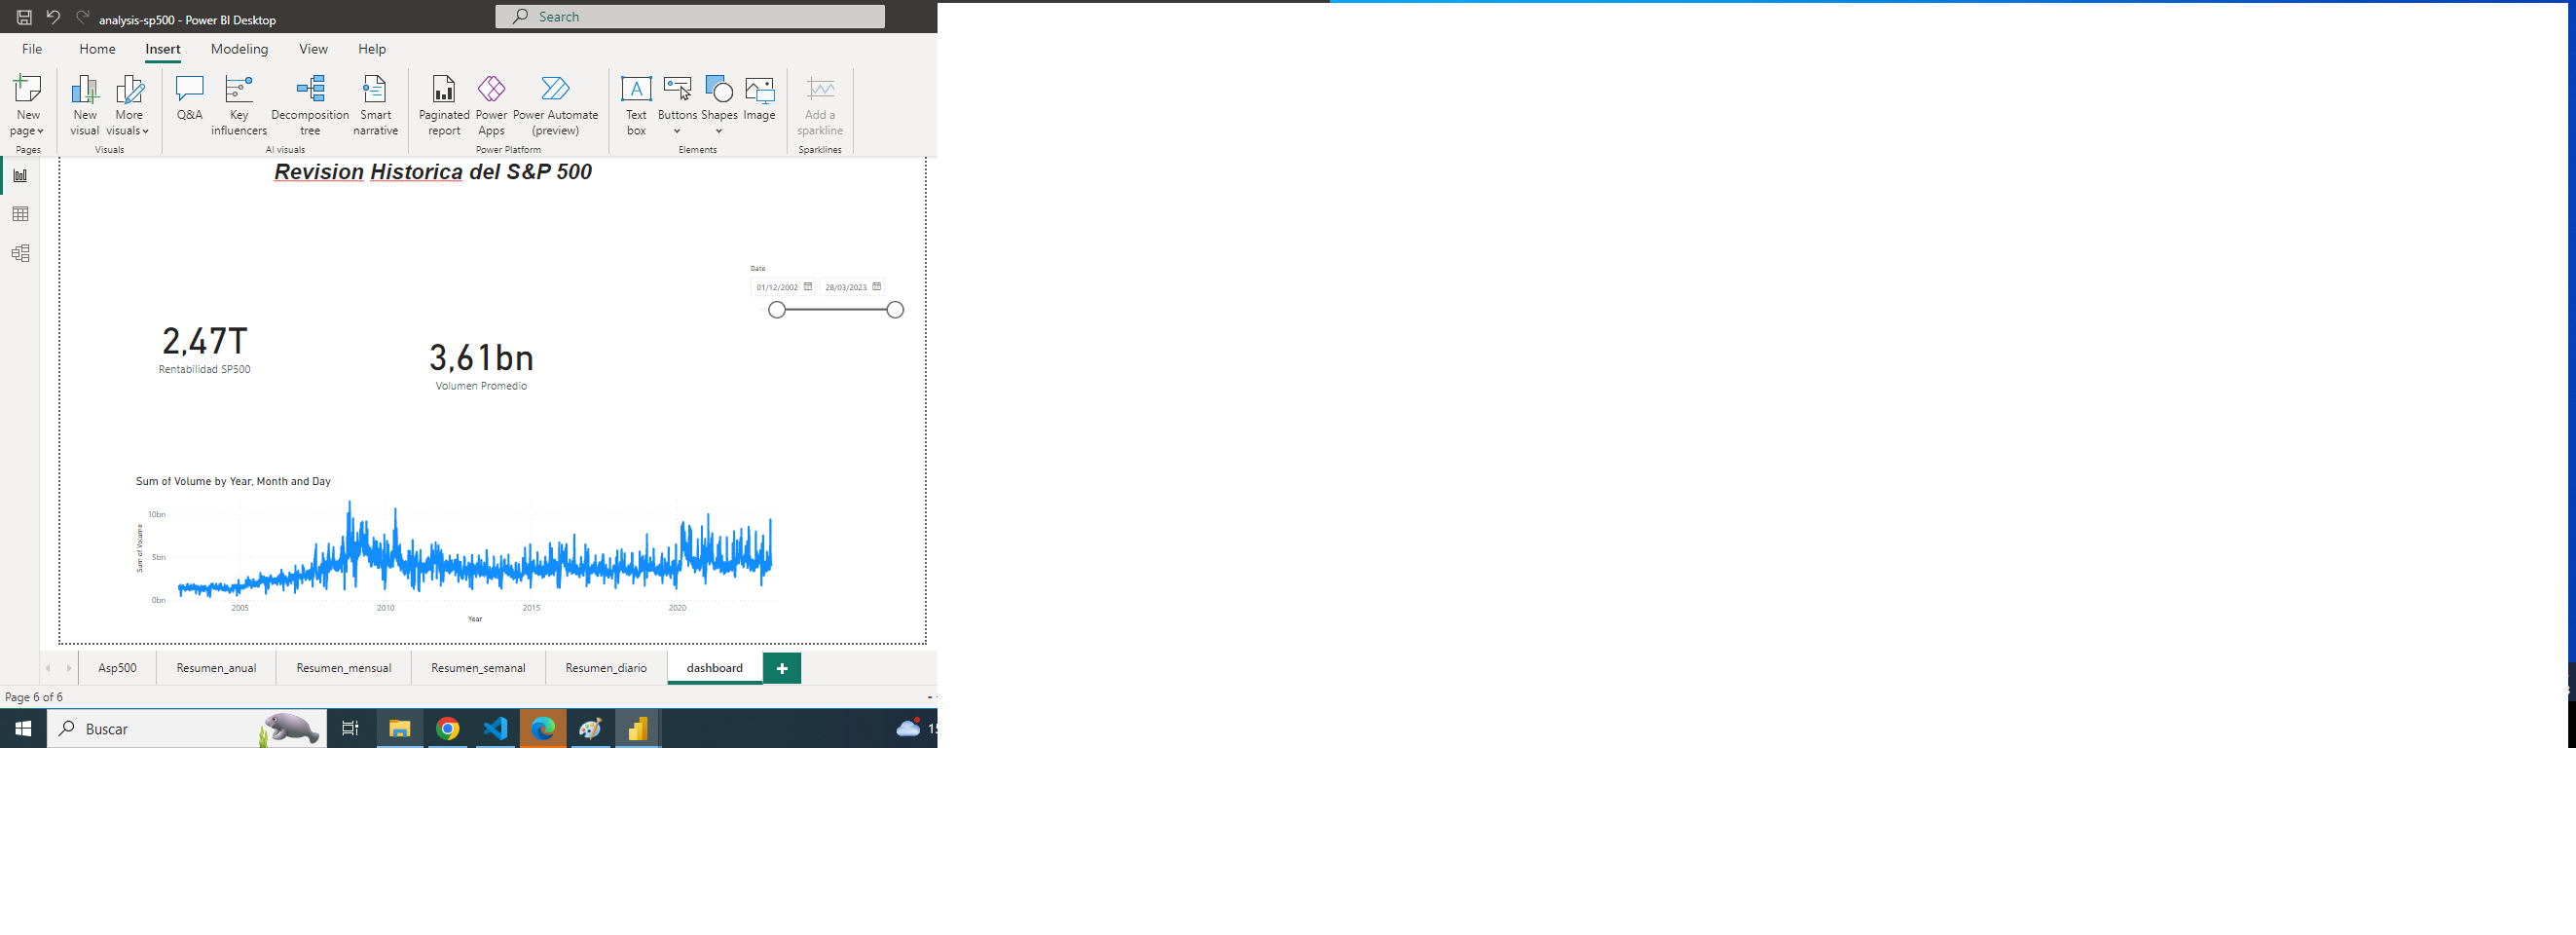 analysis-sp500 - Power BI Desktop
Search
File Home Insert Modeling View Help
New page
New visual
More visuals
Q&A
Key influencers
Decomposition tree
Smart narrative
Paginated report
Power Apps
Power Automate (preview)
Text box
Buttons
Shapes
Image
Add a sparkline
Pages
Visuals
AI visuals
Power Platform
Elements
Sparklines
Revision Historica del S&P 500
Date
01/12/2002
28/03/2023
2,47T
Rentabilidad SP500
3,61bn
Volumen Promedio
Sum of Volume by Year, Month and Day
Sum of Volume
10bn
5bn
0bn
2005 2010 2015 2020
Year
Asp500 Resumen_anual Resumen_mensual Resumen_semanal Resumen_diario dashboard
Page 6 of 6
Buscar